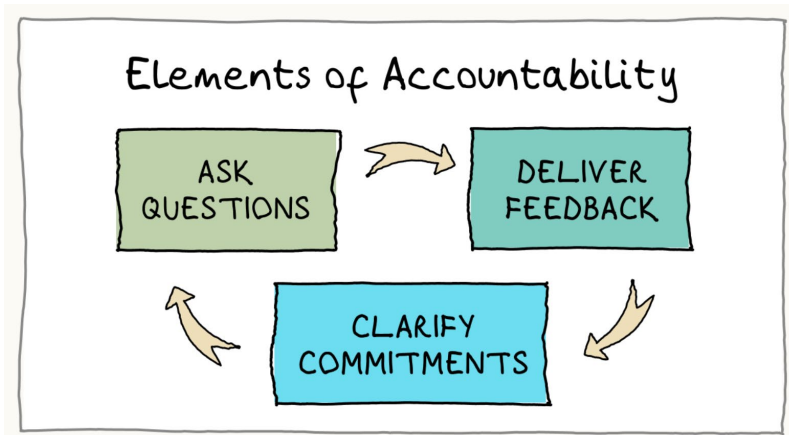 Elements of Accountability
ASK
QUESTIONS
DELIVER
FEEDBACK
CLARIFY
COMMITMENTS